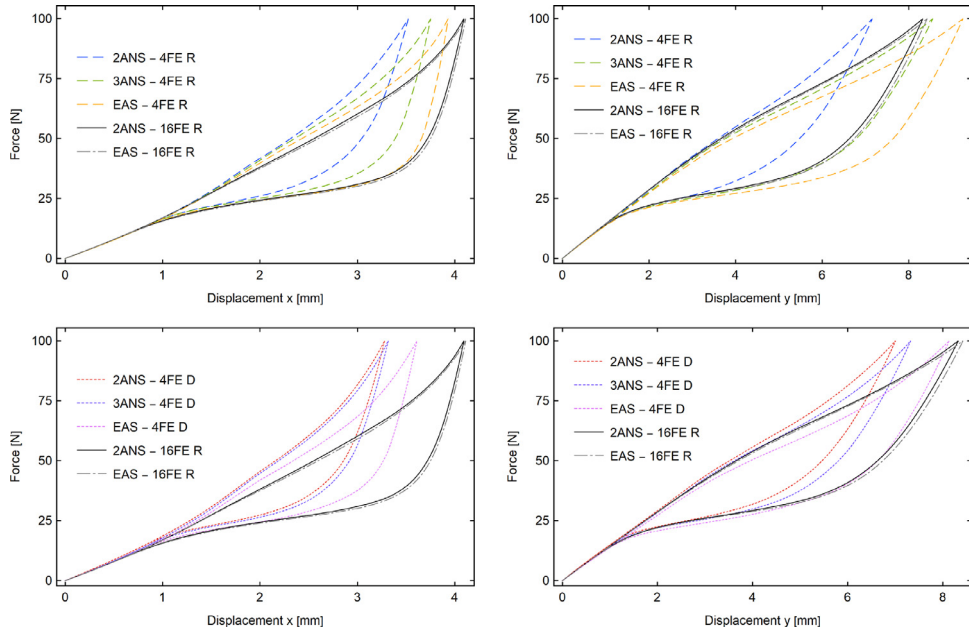 100
75
50
25
0
Force [N]
2ANS – 4FE R
3ANS – 4FE R
EAS – 4FE R
2ANS – 16FE R
EAS – 16FE R
0 1 2 3 4
Displacement x [mm]
100
75
50
25
0
Force [N]
2ANS – 4FE R
3ANS – 4FE R
EAS – 4FE R
2ANS – 16FE R
EAS – 16FE R
0 2 4 6 8
Displacement y [mm]
100
75
50
25
0
Force [N]
2ANS – 4FE D
3ANS – 4FE D
EAS – 4FE D
2ANS – 16FE R
EAS – 16FE R
0 1 2 3 4
Displacement x [mm]
100
75
50
25
0
Force [N]
2ANS – 4FE D
3ANS – 4FE D
EAS – 4FE D
2ANS – 16FE R
EAS – 16FE R
0 2 4 6 8
Displacement y [mm]